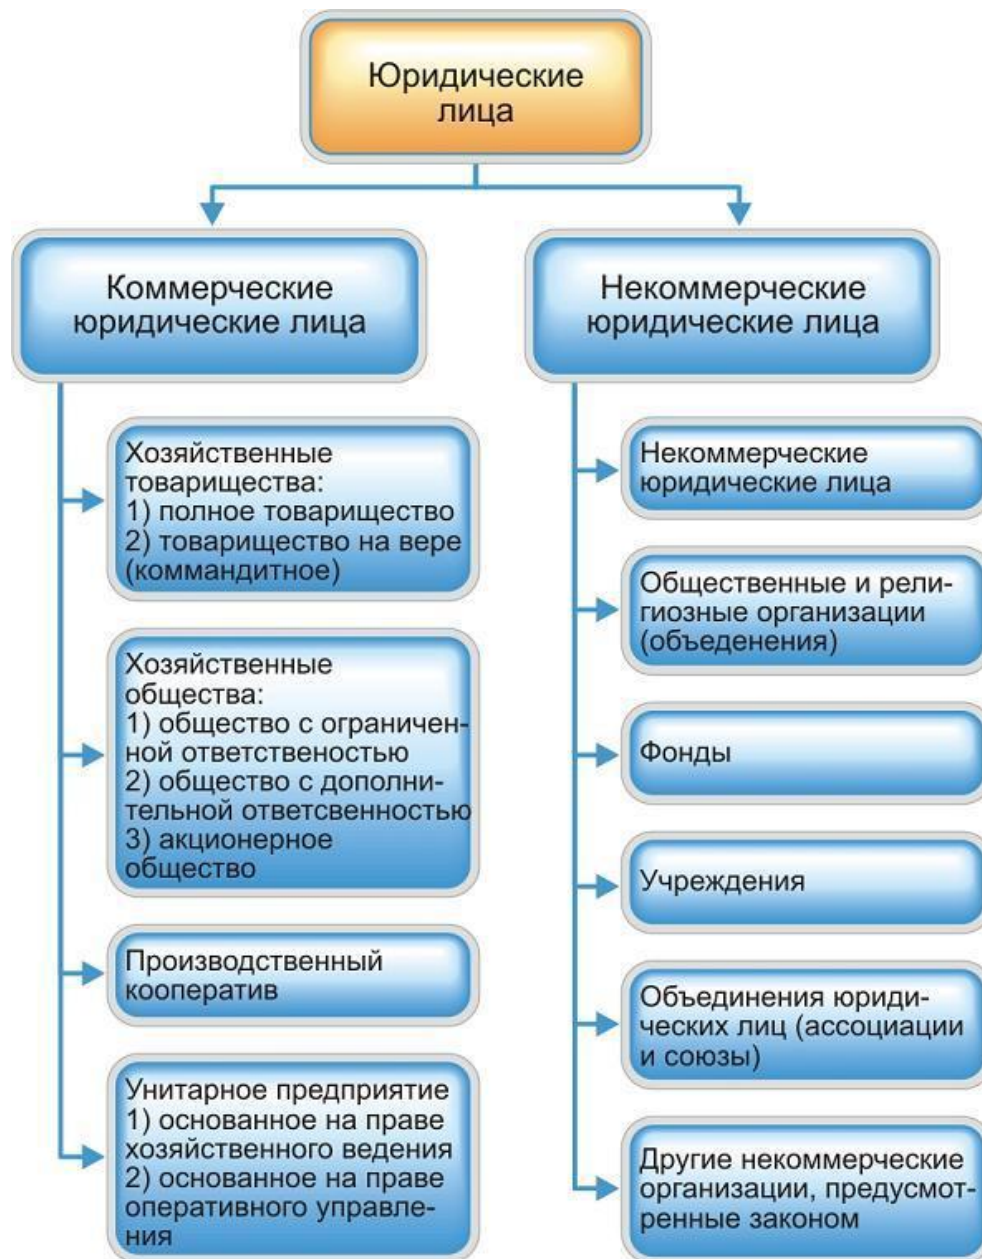 Юридические
лица
Коммерческие
юридические лица
Некоммерческие
юридические лица
Хозяйственные
товарищества:
1) полное товарищество
2) товарищество на вере
(коммандитное)
Хозяйственные
общества:
1) общество с ограничен-
ной ответственостью
2) общество с дополни-
тельной ответсвенностью
3) акционерное
общество
Производственный
кооператив
Унитарное предприятие
1) основанное на праве
хозяйственного ведения
2) основанное на праве
оперативного управле-
ния
Некоммерческие
юридические лица
Общественные и рели-
гиозные организации
(объеденения)
Фонды
Учреждения
Объединения юриди-
ческих лиц (ассоциации
и союзы)
Другие некоммерческие
организации, предусмот-
ренные законом